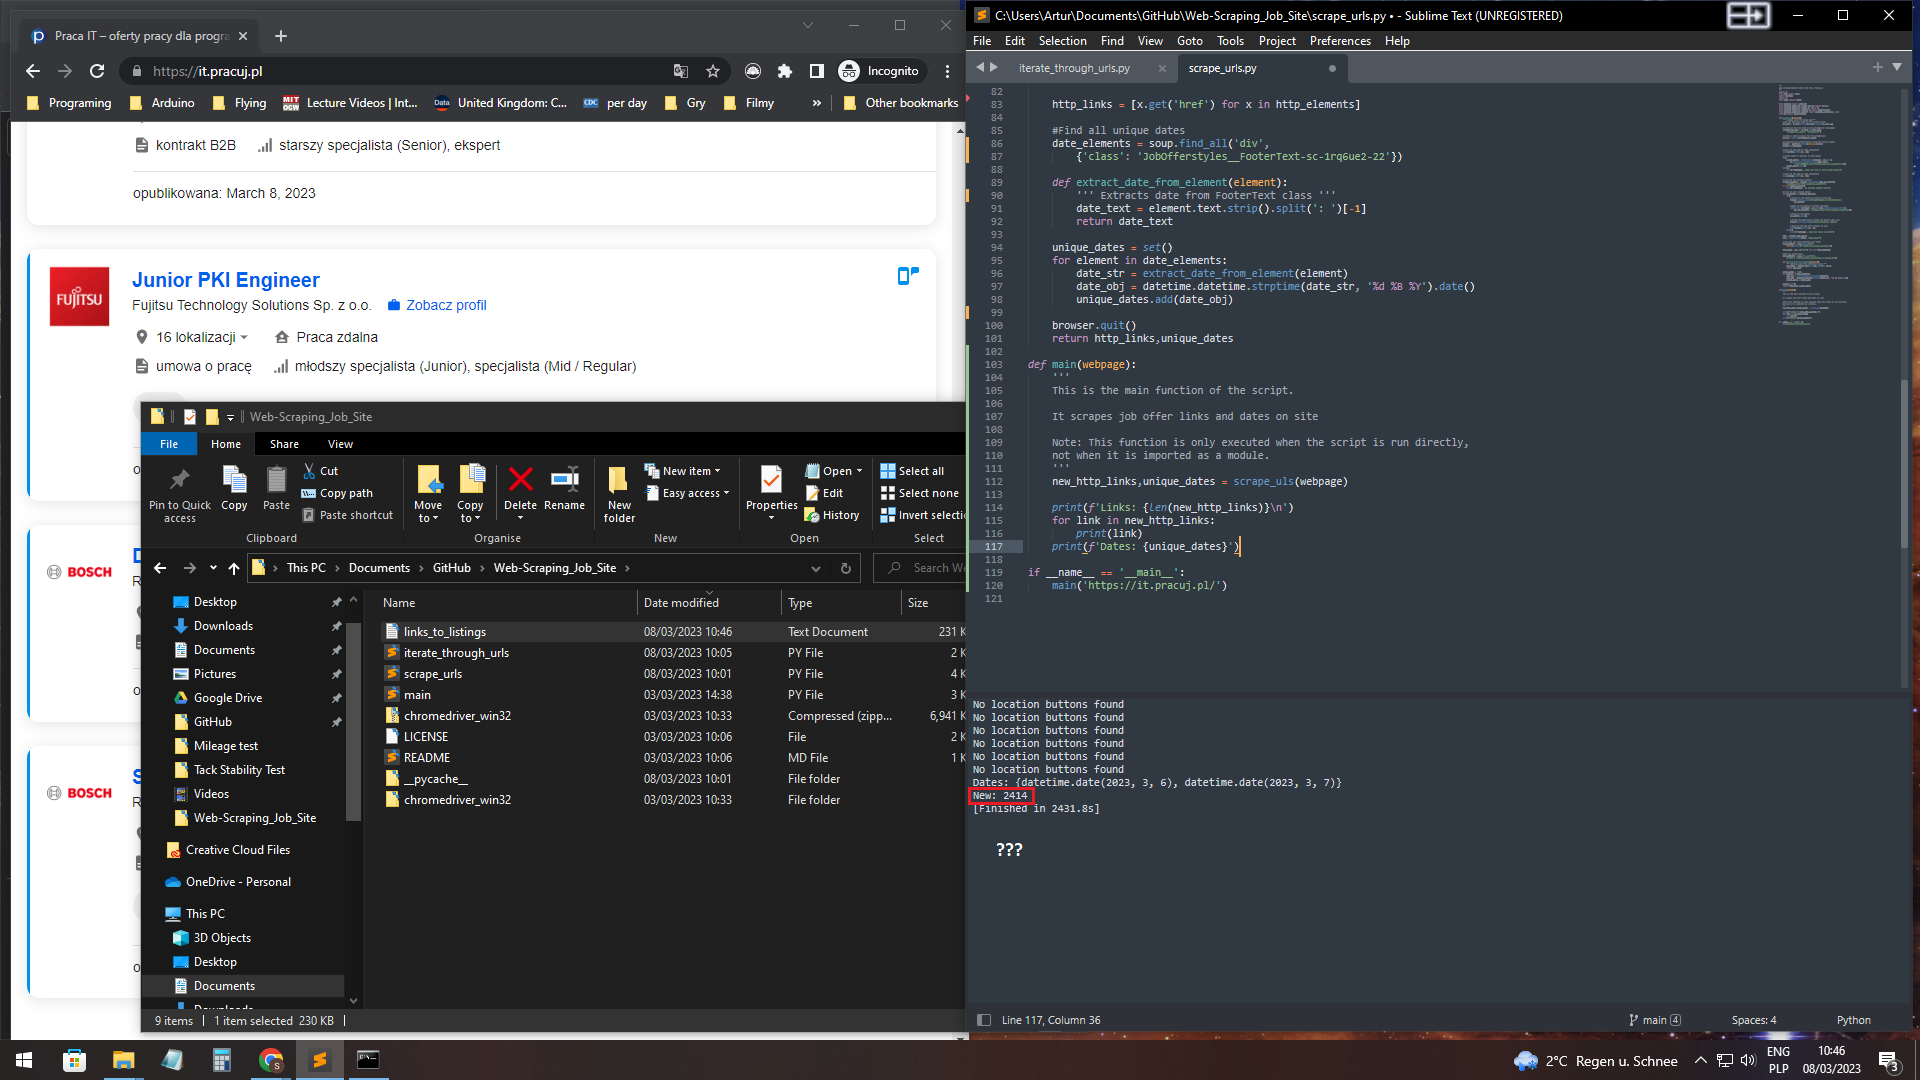 Praca IT – oferty pracy dla progra
https://it.pracuj.pl
Incognito
Programing
Arduino
Flying
MIT OCW
Lecture Videos | Int...
Data
United Kingdom: C...
CDC
per day
Gry
Filmy
»
Other bookmarks
kontrakt B2B
starszy specjalista (Senior), ekspert
opublikowana: March 8, 2023
FUJITSU
Junior PKI Engineer
Fujitsu Technology Solutions Sp. z o.o.
Zobacz profil
16 lokalizacji
Praca zdalna
umowa o pracę
młodszy specjalista (Junior), specjalista (Mid / Regular)
BOSCH
BOSCH
Web-Scraping_Job_Site
File
Home
Share
View
Pin to Quick access
Copy
Paste
Cut
Copy path
Paste shortcut
Clipboard
Move to
Copy to
Delete
Rename
Organise
New folder
New item
Easy access
New
Properties
Open
Edit
History
Open
Select all
Select none
Invert selecti
Select
This PC
Documents
GitHub
Web-Scraping_Job_Site
Search We
Desktop
Downloads
Documents
Pictures
Google Drive
GitHub
Mileage test
Tack Stability Test
Videos
Web-Scraping_Job_Site
Creative Cloud Files
OneDrive - Personal
This PC
3D Objects
Desktop
Documents
Name Date modified Type Size
links_to_listings 08/03/2023 10:46 Text Document 231 K
iterate_through_urls 08/03/2023 10:05 PY File 2 K
scrape_urls 08/03/2023 10:01 PY File 4 K
main 03/03/2023 14:38 PY File 3 K
chromedriver_win32 03/03/2023 10:33 Compressed (zipp... 6,941 K
LICENSE 03/03/2023 10:06 File 2 K
README 03/03/2023 10:06 MD File 1 K
__pycache__ 08/03/2023 10:01 File folder
chromedriver_win32 03/03/2023 10:33 File folder
9 items
1 item selected 230 KB
C:\Users\Artur\Documents\GitHub\Web-Scraping_Job_Site\scrape_urls.py • - Sublime Text (UNREGISTERED)
File Edit Selection Find View Goto Tools Project Preferences Help
iterate_through_urls.py
scrape_urls.py
82
83 http_links = [x.get('href') for x in http_elements]
84
85 #Find all unique dates
86 date_elements = soup.find_all('div',
87 {'class': 'JobOfferstyles__FooterText-sc-1rq6ue2-22'})
88
89 def extract_date_from_element(element):
90 ''' Extracts date from FooterText class '''
91 date_text = element.text.strip().split(': ')[-1]
92 return date_text
93
94 unique_dates = set()
95 for element in date_elements:
96 date_str = extract_date_from_element(element)
97 date_obj = datetime.datetime.strptime(date_str, '%d %B %Y').date()
98 unique_dates.add(date_obj)
99
100 browser.quit()
101 return http_links,unique_dates
102
103 def main(webpage):
104 '''
105 This is the main function of the script.
106
107 It scrapes job offer links and dates on site
108
109 Note: This function is only executed when the script is run directly,
110 not when it is imported as a module.
111 '''
112 new_http_links,unique_dates = scrape_uls(webpage)
113
114 print(f'Links: {len(new_http_links)}\n')
115 for link in new_http_links:
116 print(link)
117 print(f'Dates: {unique_dates}')
118
119 if __name__ == '__main__':
120 main('https://it.pracuj.pl/')
121
No location buttons found
No location buttons found
No location buttons found
No location buttons found
No location buttons found
No location buttons found
Dates: {datetime.date(2023, 3, 6), datetime.date(2023, 3, 7)}
New: 2414
[Finished in 2431.8s]
???
Line 117, Column 36
main 4
Spaces: 4
Python
2°C Regen u. Schnee
ENG
PLP
10:46
08/03/2023
3